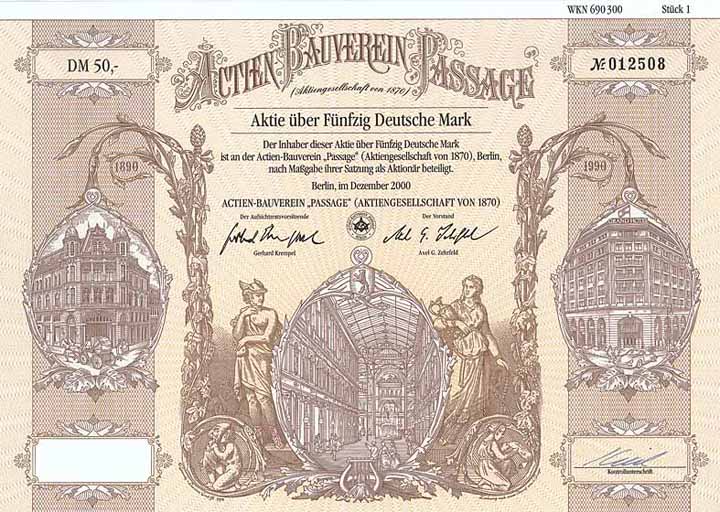 WKN 690 300 Stück 1
DM 50,-
ACTIEN-BAUVEREIN PASSAGE
(Aktiengesellschaft von 1870)
№ 012508
Aktie über Fünfzig Deutsche Mark
Der Inhaber dieser Aktie über Fünfzig Deutsche Mark
ist an der Actien-Bauverein „Passage" (Aktiengesellschaft von 1870), Berlin,
nach Maßgabe ihrer Satzung als Aktionär beteiligt.
Berlin, im Dezember 2000
ACTIEN-BAUVEREIN „PASSAGE" (AKTIENGESELLSCHAFT VON 1870)
Der Aufsichtsratsvorsitzende Der Vorstand
Gerhard Krempel Axel G. Zehrfeld
1890
1990
GRAND HOTEL
Kontrollunterschrift